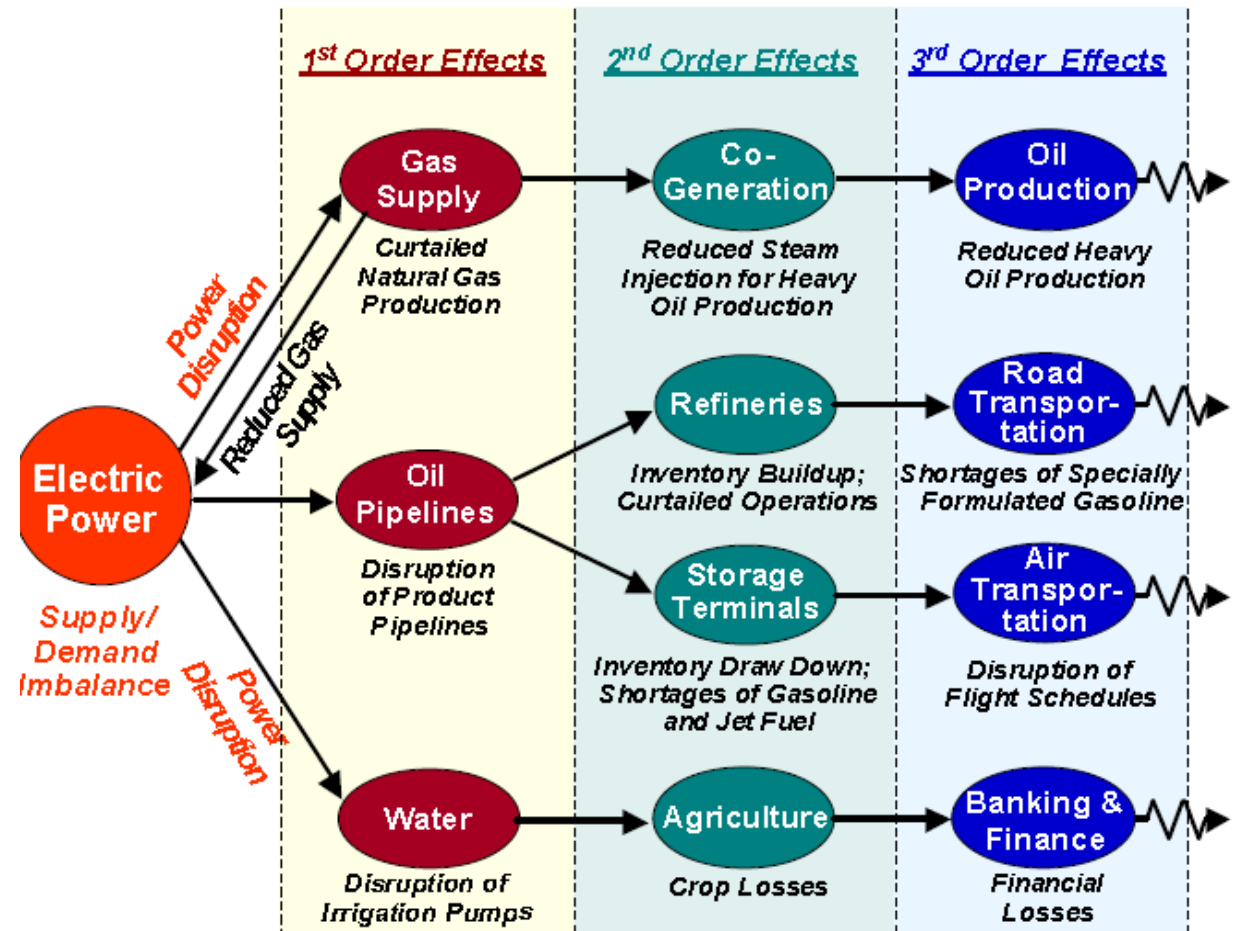 1st Order Effects
2nd Order Effects
3rd Order Effects
Gas
Supply
Curtailed
Natural Gas
Production
Co-
Generation
Reduced Steam
Injection for Heavy
Oil Production
Oil
Production
Reduced Heavy
Oil Production
Power
Disruption
Reduced Gas
Supply
Electric
Power
Supply/
Demand
Imbalance
Oil
Pipelines
Disruption
of Product
Pipelines
Refineries
Inventory Buildup;
Curtailed Operations
Road
Transpor-
tation
Shortages of Specially
Formulated Gasoline
Storage
Terminals
Inventory Draw Down;
Shortages of Gasoline
and Jet Fuel
Air
Transpor-
tation
Disruption of
Flight Schedules
Power
Disruption
Water
Disruption of
Irrigation Pumps
Agriculture
Crop Losses
Banking &
Finance
Financial
Losses